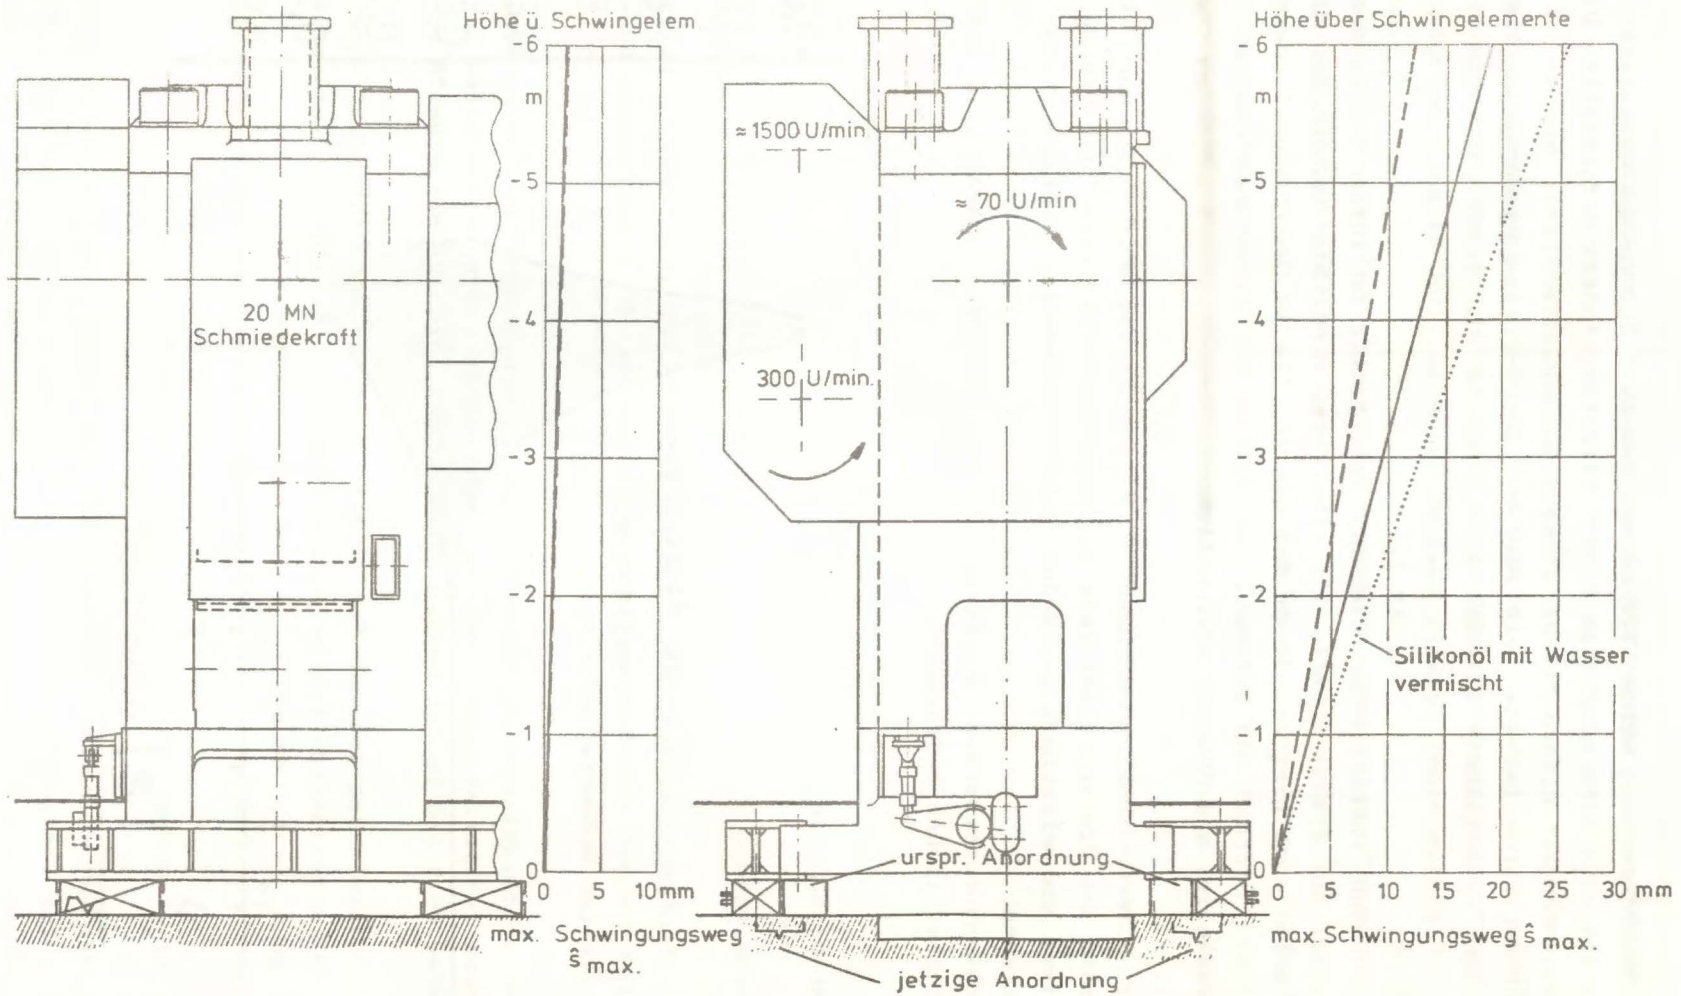 Höhe ü. Schwingelem
-6
m
-5
-4
-3
-2
-1
0
0 5 10 mm
max. Schwingungsweg
ŝ max.
20 MN
Schmiedekraft
≈ 1500 U/min
≈ 70 U/min
300 U/min.
urspr. Anordnung
jetzige Anordnung
Höhe über Schwingelemente
-6
m
-5
-4
-3
-2
-1
0
0 5 10 15 20 25 30 mm
max. Schwingungsweg ŝ max.
Silikonöl mit Wasser
vermischt